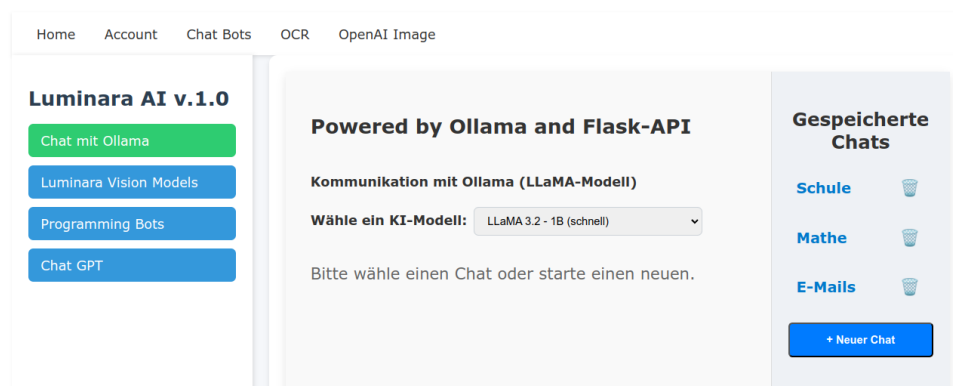 Home Account Chat Bots OCR OpenAI Image
Luminara AI v.1.0
Chat mit Ollama
Luminara Vision Models
Programming Bots
Chat GPT
Powered by Ollama and Flask-API
Kommunikation mit Ollama (LLaMA-Modell)
Wähle ein KI-Modell: LLaMA 3.2 - 1B (schnell)
Bitte wähle einen Chat oder starte einen neuen.
Gespeicherte
Chats
Schule
Mathe
E-Mails
+ Neuer Chat